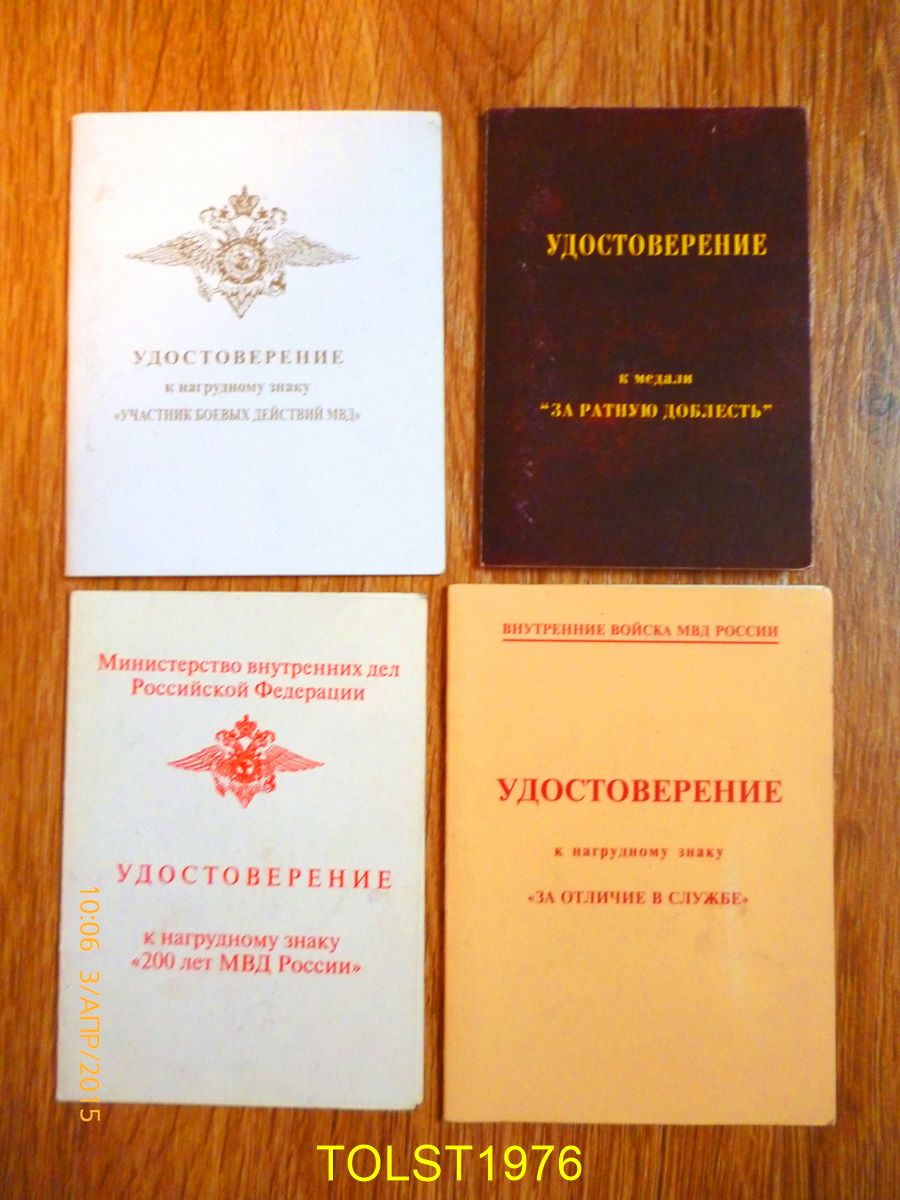 УДОСТОВЕРЕНИЕ
к нагрудному знаку
«УЧАСТНИК БОЕВЫХ ДЕЙСТВИЙ МВД»
УДОСТОВЕРЕНИЕ
к медали
“ЗА РАТНУЮ ДОБЛЕСТЬ”
Министерство внутренних дел
Российской Федерации
УДОСТОВЕРЕНИЕ
к нагрудному знаку
«200 лет МВД России»
ВНУТРЕННИЕ ВОЙСКА МВД РОССИИ
УДОСТОВЕРЕНИЕ
к нагрудному знаку
«ЗА ОТЛИЧИЕ В СЛУЖБЕ»
10:06 3/АПР/2015
TOLST1976